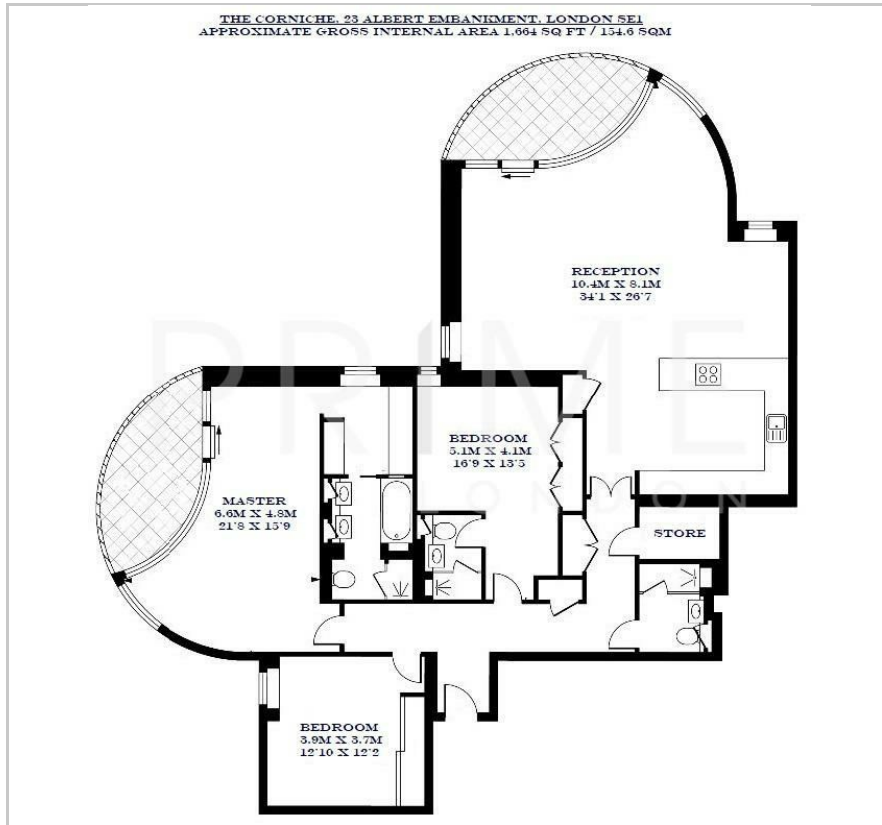 THE CORNICHE, 23 ALBERT EMBANKMENT, LONDON SE1
APPROXIMATE GROSS INTERNAL AREA 1,664 SQ FT / 154.6 SQM
RECEPTION
10.4M X 8.1M
34'1 X 26'7
PRIME
LONDON
BEDROOM
5.1M X 4.1M
16'9 X 13'5
MASTER
6.6M X 4.8M
21'8 X 15'9
STORE
BEDROOM
3.9M X 3.7M
12'10 X 12'2